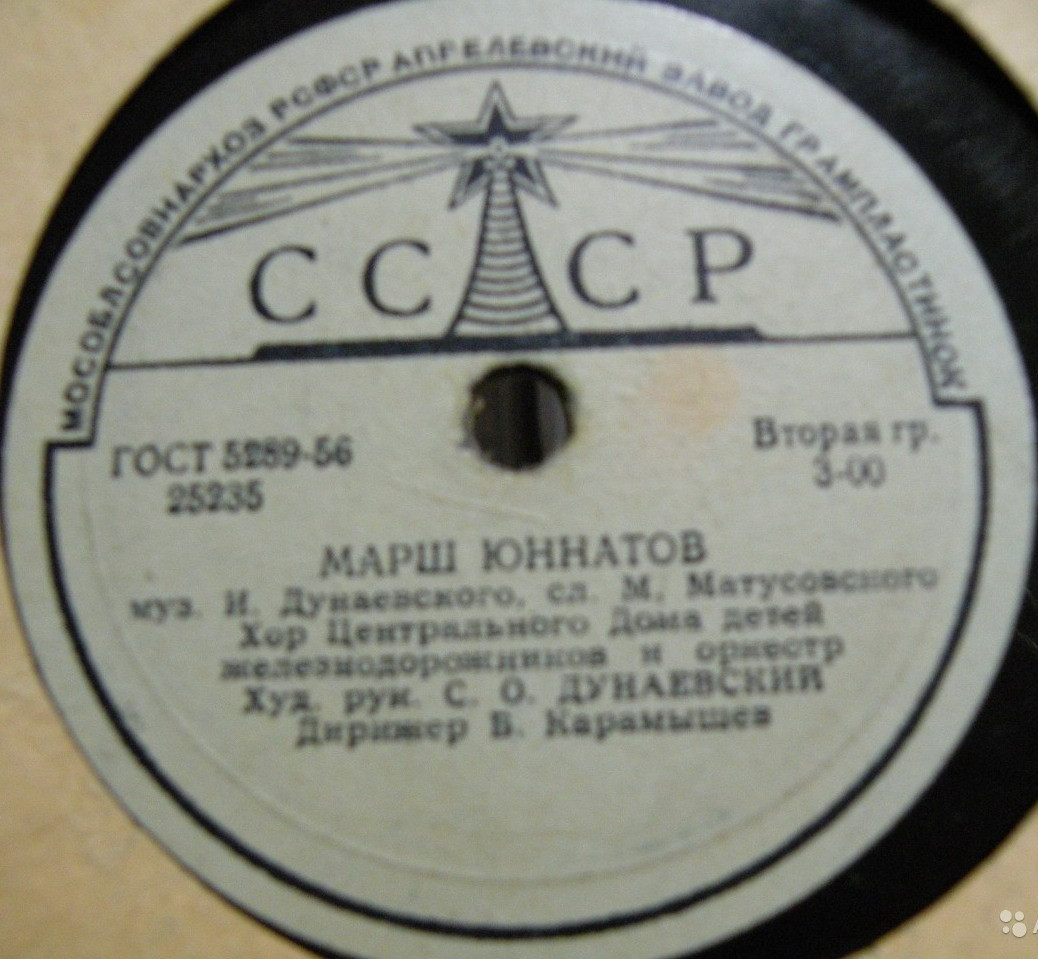 МОСОБЛСОВНАРХОЗ РСФСР АПРЕЛЕВСКИЙ ЗАВОД ГРАМПЛАСТИНОК
СССР
ГОСТ 5289-56
25235
Вторая гр.
3-00
МАРШ ЮННАТОВ
муз. И. Дунаевского, сл. М. Матусовского
Хор Центрального Дома детей
железнодорожников и оркестр
Худ. рук. С. О. ДУНАЕВСКИЙ
Дирижер В. Карамышев